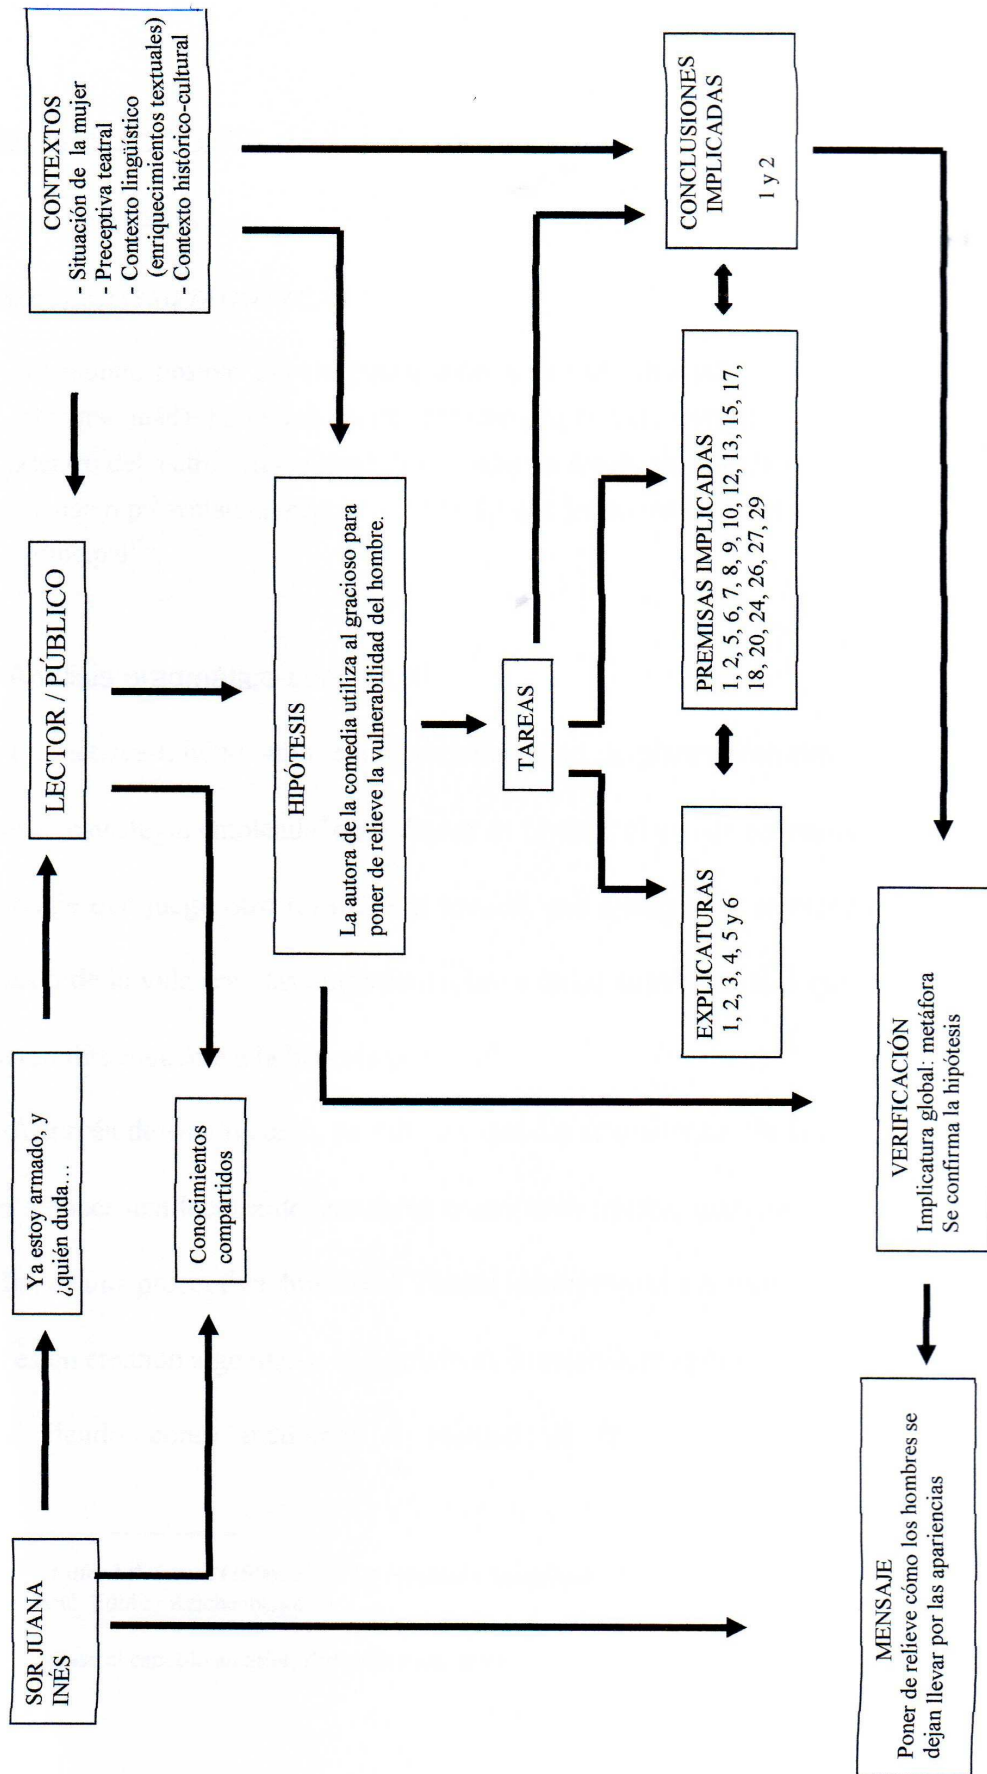 SOR JUANA
INÉS
Ya estoy armado, y
¿quién duda…
LECTOR / PÚBLICO
CONTEXTOS
- Situación de la mujer
- Preceptiva teatral
- Contexto lingüístico
(enriquecimientos textuales)
- Contexto histórico-cultural
Conocimientos
compartidos
HIPÓTESIS
La autora de la comedia utiliza al gracioso para
poner de relieve la vulnerabilidad del hombre.
TAREAS
EXPLICATURAS
1, 2, 3, 4, 5 y 6
PREMISAS IMPLICADAS
1, 2, 5, 6, 7, 8, 9, 10, 12, 13, 15, 17,
18, 20, 24, 26, 27, 29
CONCLUSIONES
IMPLICADAS
1 y 2
MENSAJE
Poner de relieve cómo los hombres se
dejan llevar por las apariencias
VERIFICACIÓN
Implicatura global: metáfora
Se confirma la hipótesis